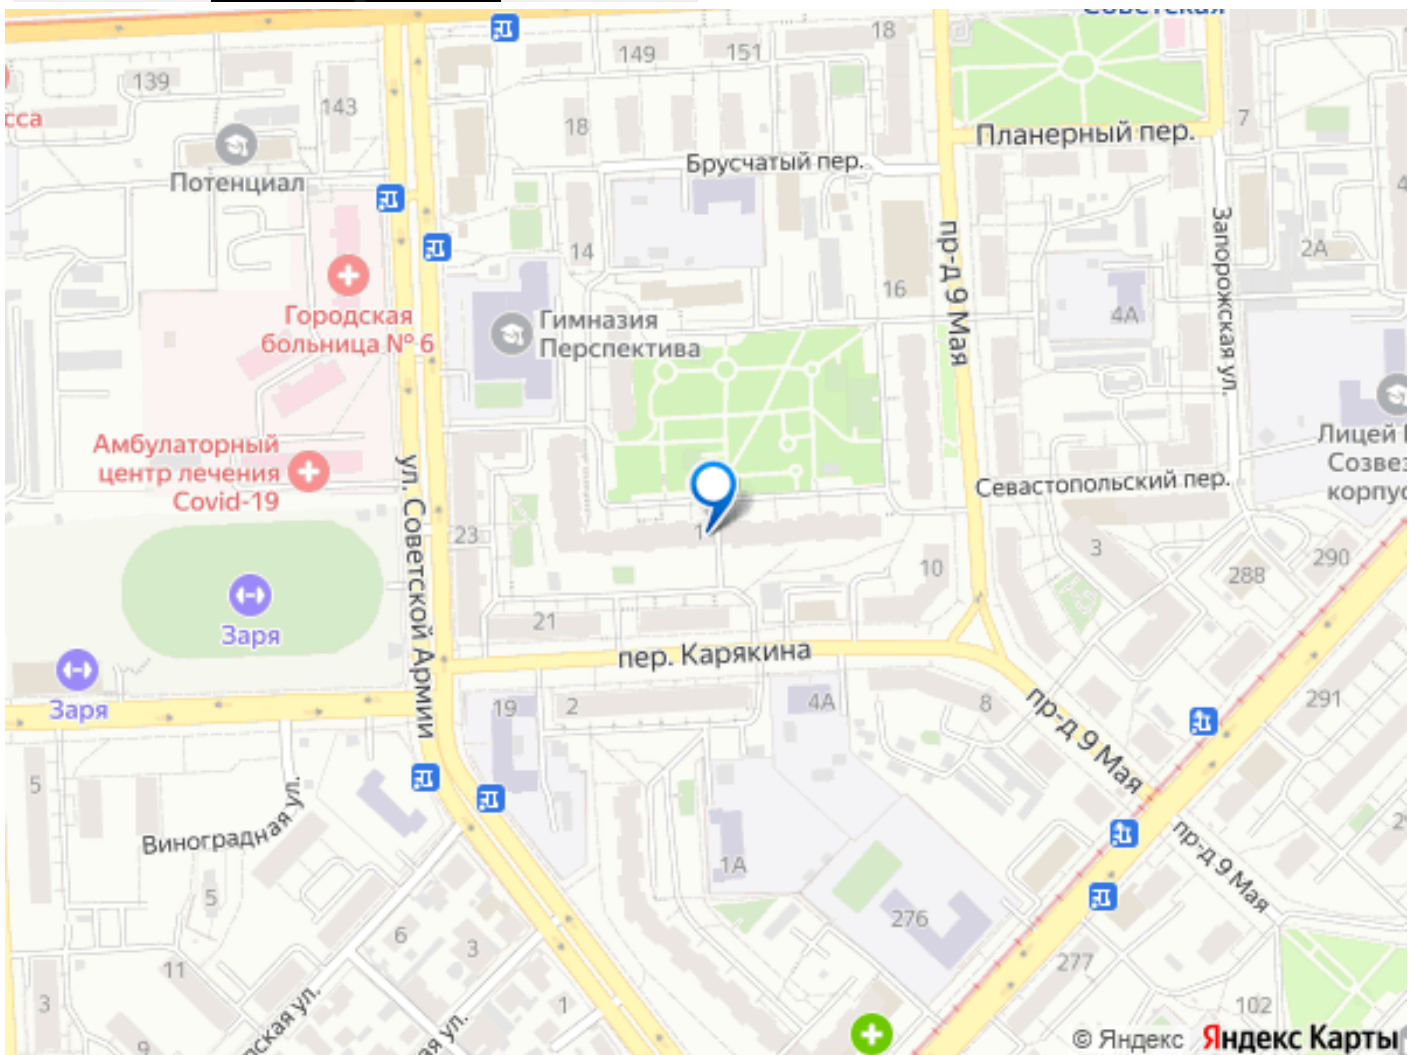 Советская
18
149
151
139
143
18
7
Планерный пер.
Потенциал
Брусчатый пер.
14
пр-д 9 Мая
Запорожская ул.
2А
16
4А
Городская
больница № 6
Гимназия
Перспектива
Амбулаторный
центр лечения
Covid-19
ул. Советской Армии
Севастопольский пер.
23
10
3
288
290
Заря
21
пер. Карякина
Заря
19
2
4А
8
пр-д 9 Мая
291
5
Виноградная ул.
1А
пр-д 9 Мая
5
6
3
276
11
277
3
1
102
9
© Яндекс Яндекс Карты